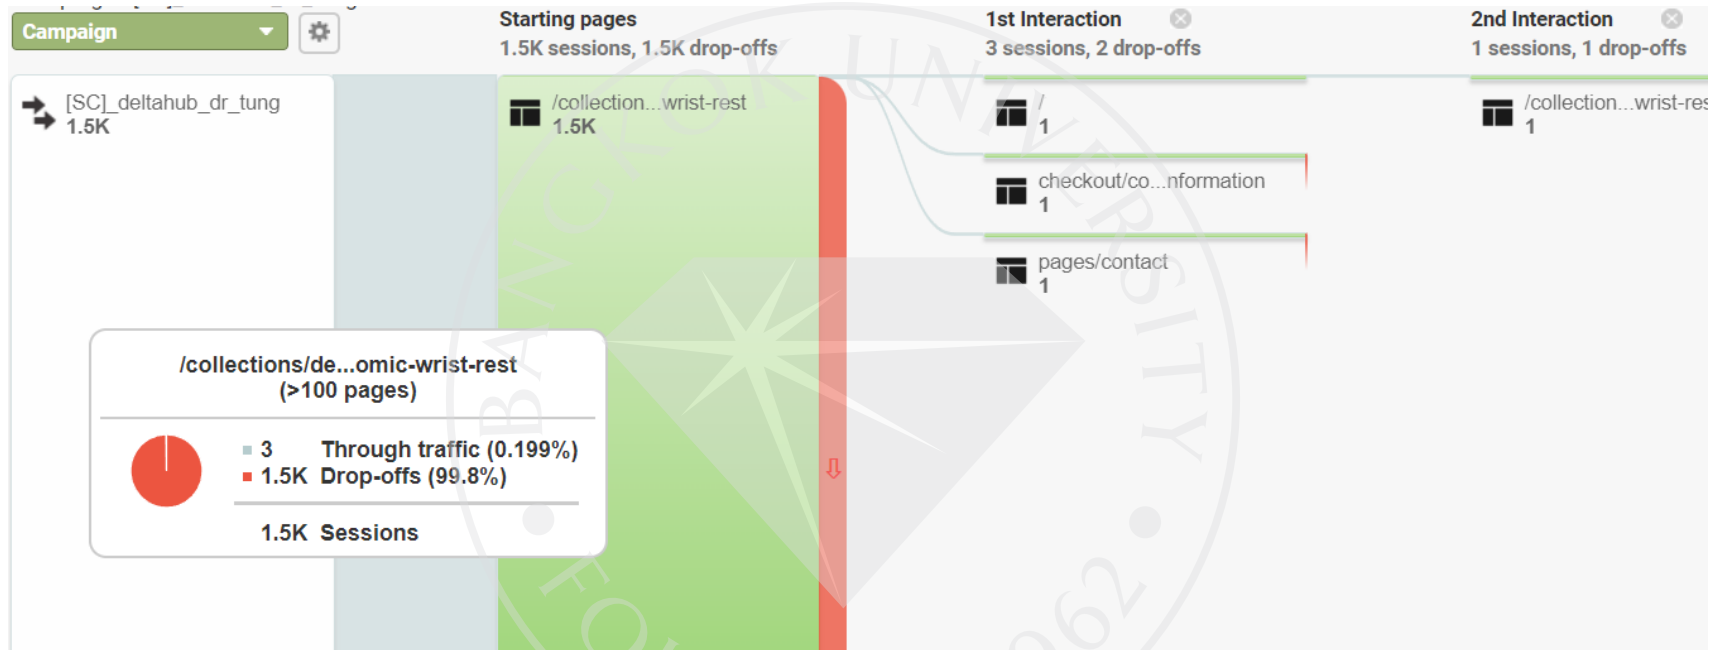 Campaign
Starting pages
1.5K sessions, 1.5K drop-offs
1st Interaction
3 sessions, 2 drop-offs
2nd Interaction
1 sessions, 1 drop-offs
[SC]_deltahub_dr_tung
1.5K
/collection...wrist-rest
1.5K
/
1
checkout/co...nformation
1
pages/contact
1
/collection...wrist-res
1
/collections/de...omic-wrist-rest
(>100 pages)
3 Through traffic (0.199%)
1.5K Drop-offs (99.8%)
1.5K Sessions
BANGKOK UNIVERSITY